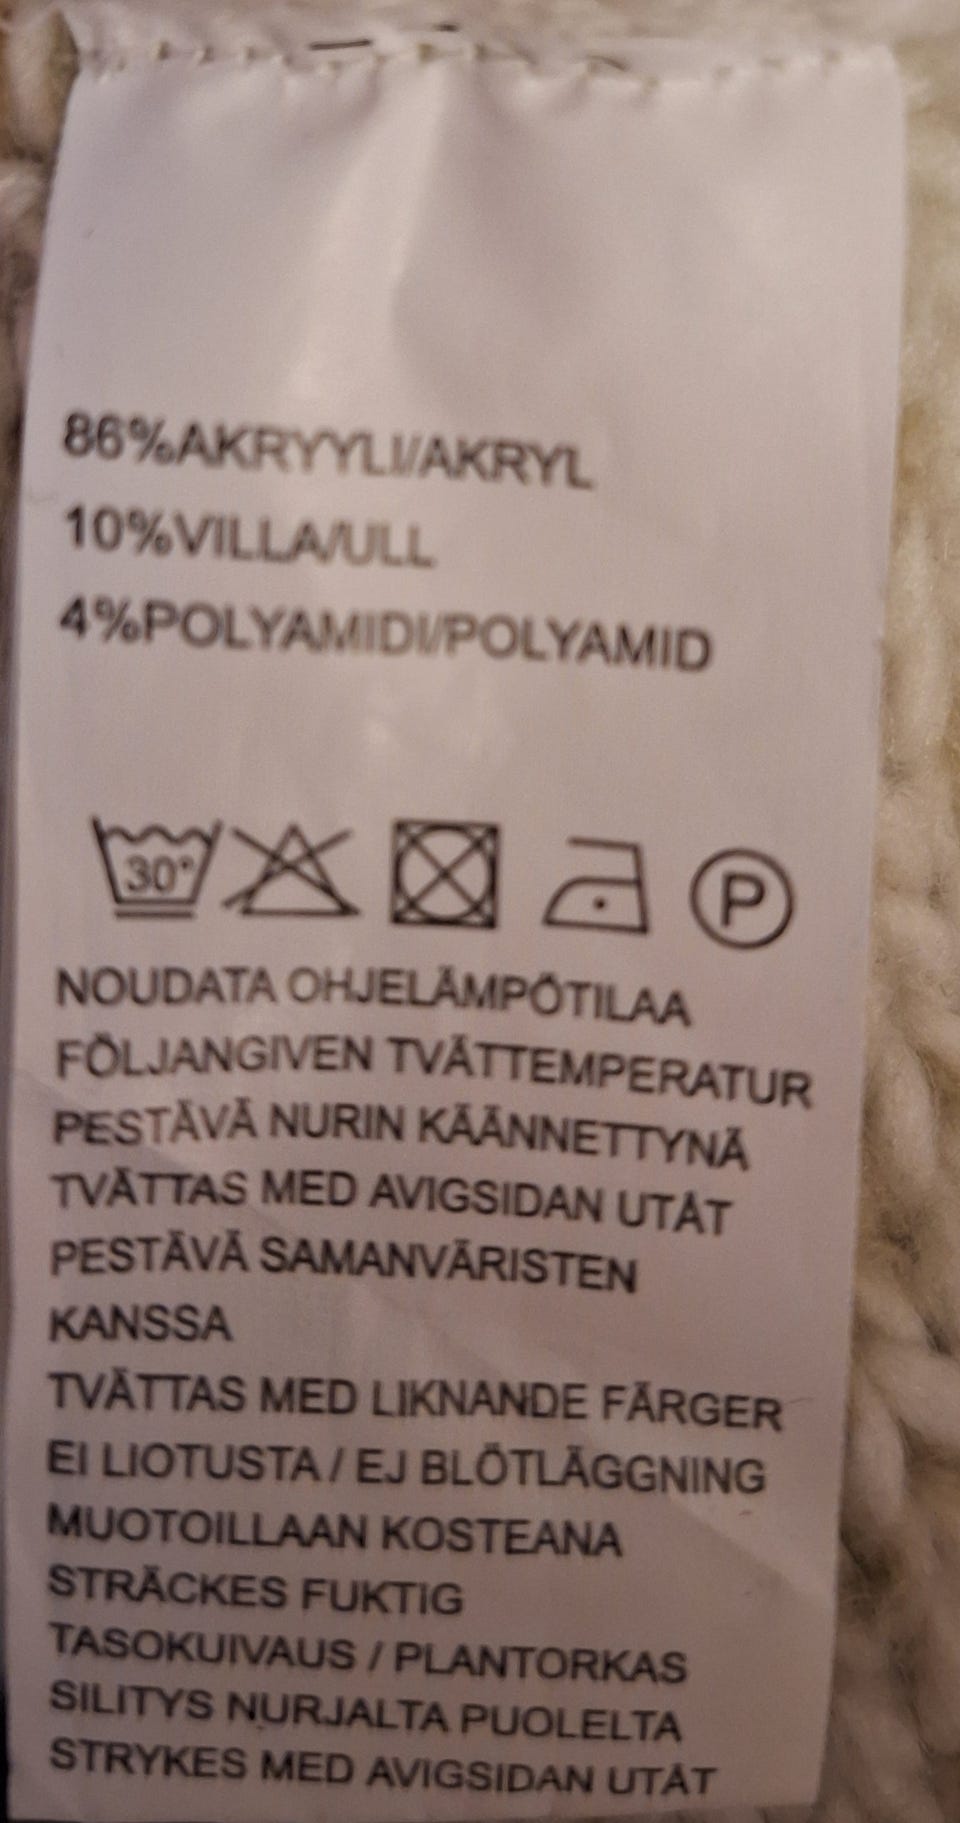 86%AKRYYLI/AKRYL
10%VILLA/ULL
4%POLYAMIDI/POLYAMID
30°
P
NOUDATA OHJELÄMPÖTILAA
FÖLJANGIVEN TVÄTTEMPERATUR
PESTÄVÄ NURIN KÄÄNNETTYNÄ
TVÄTTAS MED AVIGSIDAN UTÅT
PESTÄVÄ SAMANVÄRISTEN
KANSSA
TVÄTTAS MED LIKNANDE FÄRGER
EI LIOTUSTA / EJ BLÖTLÄGGNING
MUOTOILLAAN KOSTEANA
STRÄCKES FUKTIG
TASOKUIVAUS / PLANTORKAS
SILITYS NURJALTA PUOLELTA
STRYKES MED AVIGSIDAN UTÅT